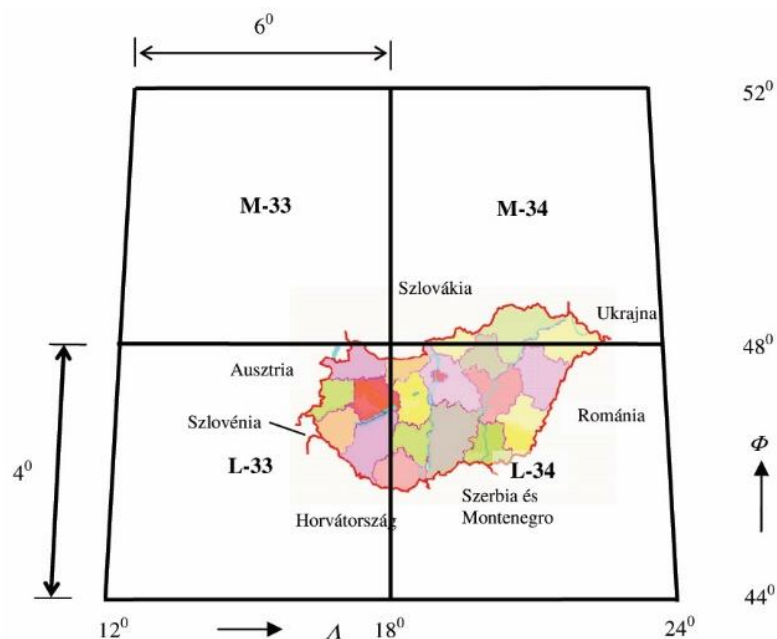 6⁰
52⁰
M-33
M-34
Szlovákia
Ukrajna
48⁰
Ausztria
Románia
Szlovénia
4⁰
L-33
L-34
Φ
Szerbia és
Montenegro
Horvátország
44⁰
12⁰
Λ
18⁰
24⁰